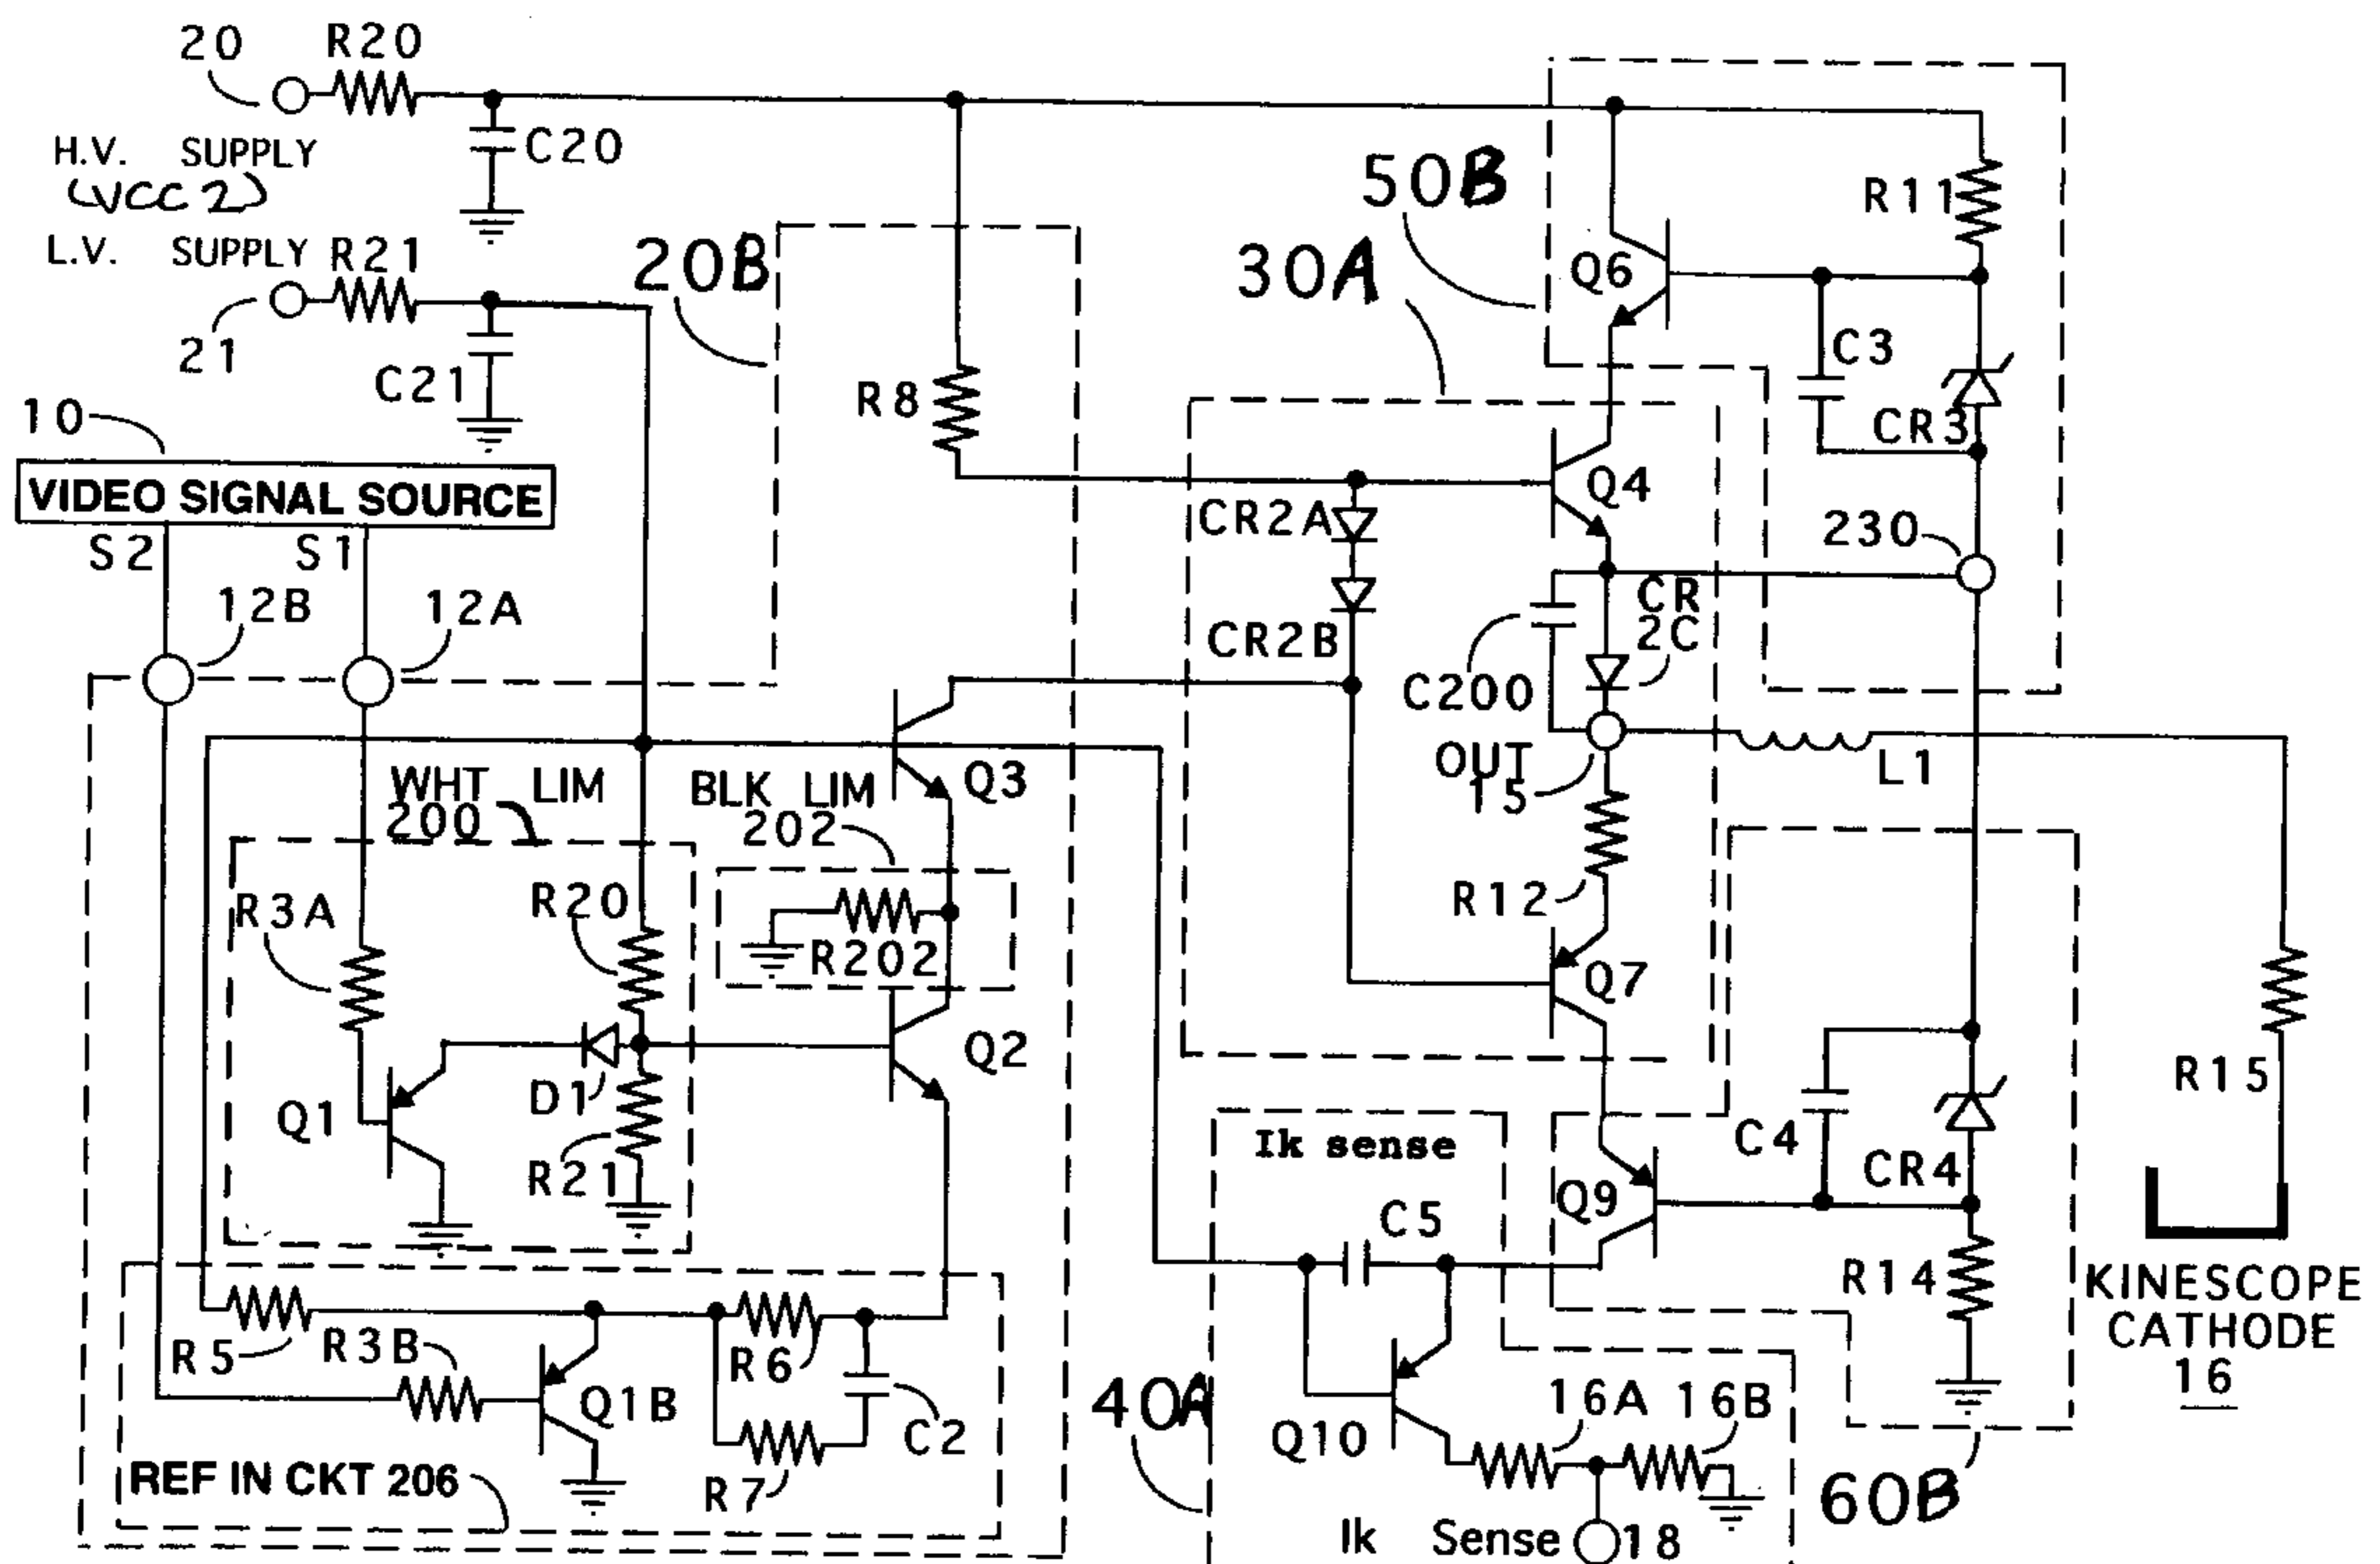 20 R20
C20
H.V. SUPPLY
(VCC 2)
L.V. SUPPLY R21
21
C21
20B
R8
50B
30A
R11
Q6
C3
CR3
10
VIDEO SIGNAL SOURCE
S2 S1
12B 12A
CR2A
CR2B
Q4
230
CR
2C
C200
OUT
15
L1
WHT LIM
200
BLK LIM
202
Q3
R3A
R20
R202
R12
Q7
Q1
D1
R21
Q2
Ik sense
C5
Q9
C4
CR4
R15
R14
KINESCOPE
CATHODE
16
R5
R3B
Q1B
R6
R7
C2
REF IN CKT 206
40A
Q10
16A 16B
60B
Ik Sense 18